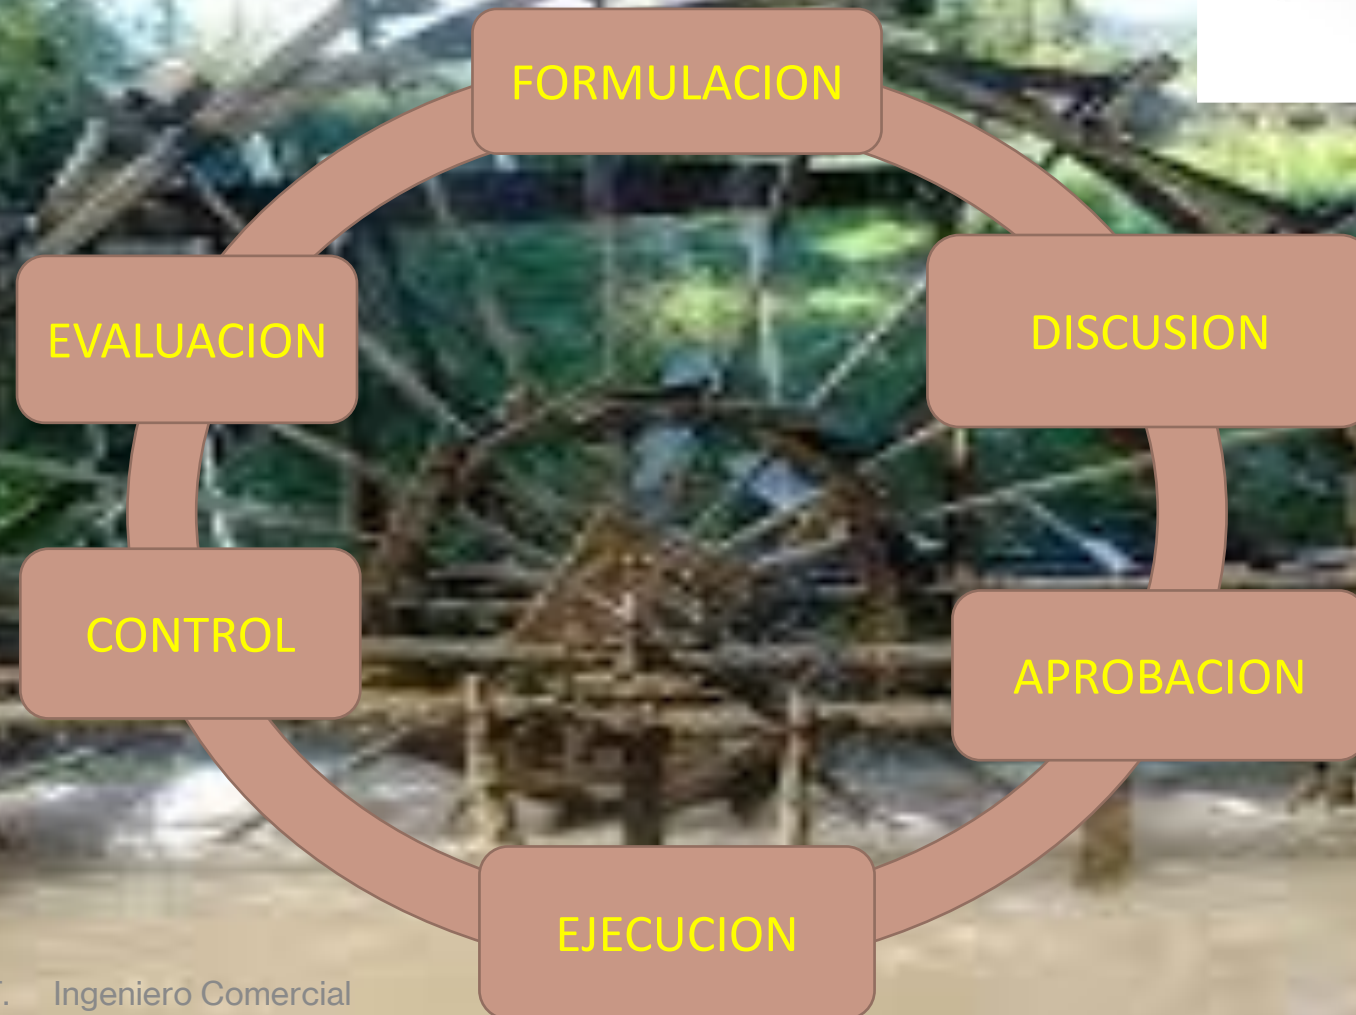 FORMULACION
DISCUSION
EVALUACION
CONTROL
APROBACION
EJECUCION
Ingeniero Comercial